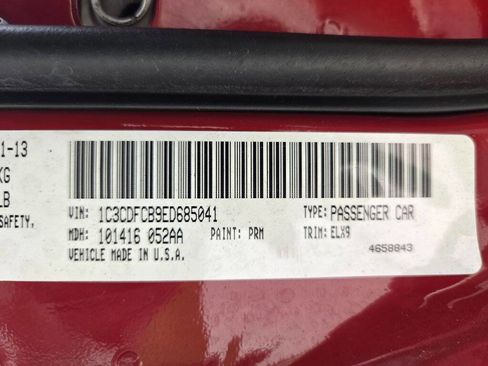 1-13
KG
LB
SAFETY,
VIN: 1C3CDFCB9ED685041 TYPE: PASSENGER CAR
MDH: 101416 052AA PAINT: PRM TRIM: ELX9
VEHICLE MADE IN U.S.A. 4658843